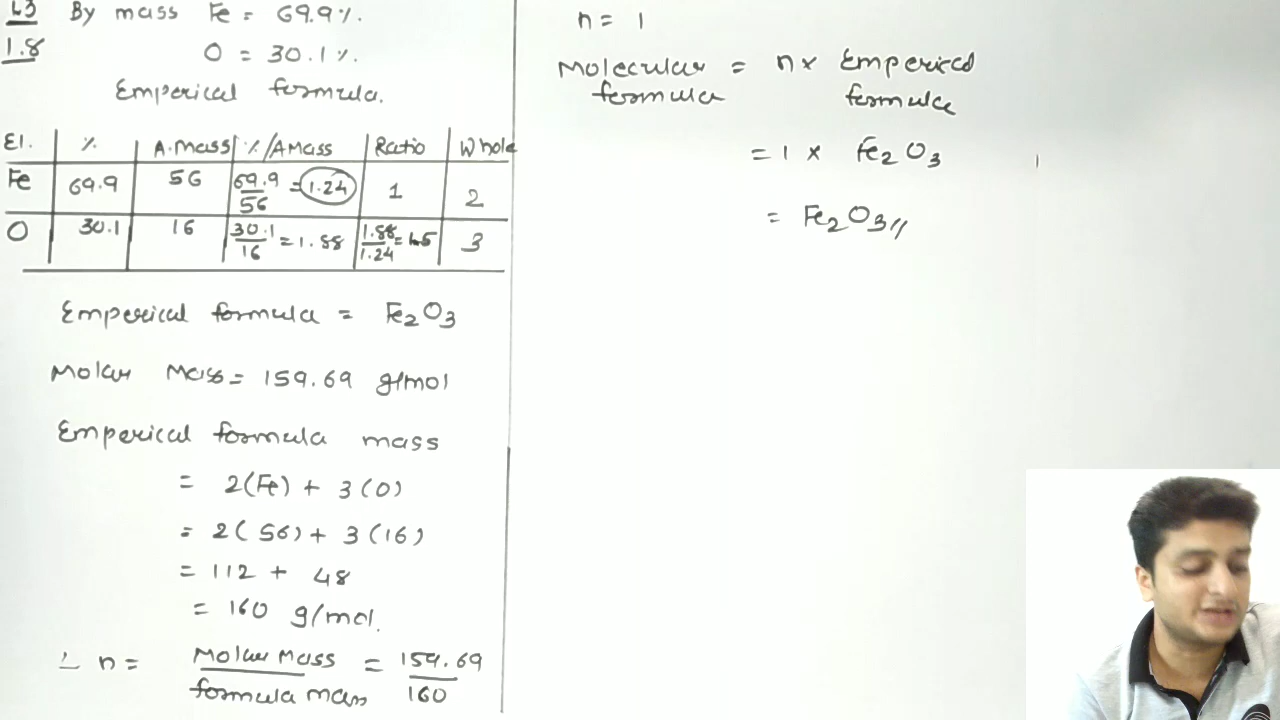 1.3 By mass Fe = 69.9%.
1.8 O = 30.1%.
Emperical formula.
El. % A.Mass %/AMass Ratio Whole
Fe 69.9 56 69.9/56 = 1.24 1 2
O 30.1 16 30.1/16 = 1.88 1.88/1.24 = 1.5 3
Emperical formula = Fe2O3
Molar Mass = 159.69 g/mol
Emperical formula mass
= 2(Fe) + 3(O)
= 2(56) + 3(16)
= 112 + 48
= 160 g/mol.
n = Molar Mass/formula mass = 159.69/160
n = 1
Molecular formula = n× Emperical formula
= 1 × Fe2O3
= Fe2O3//